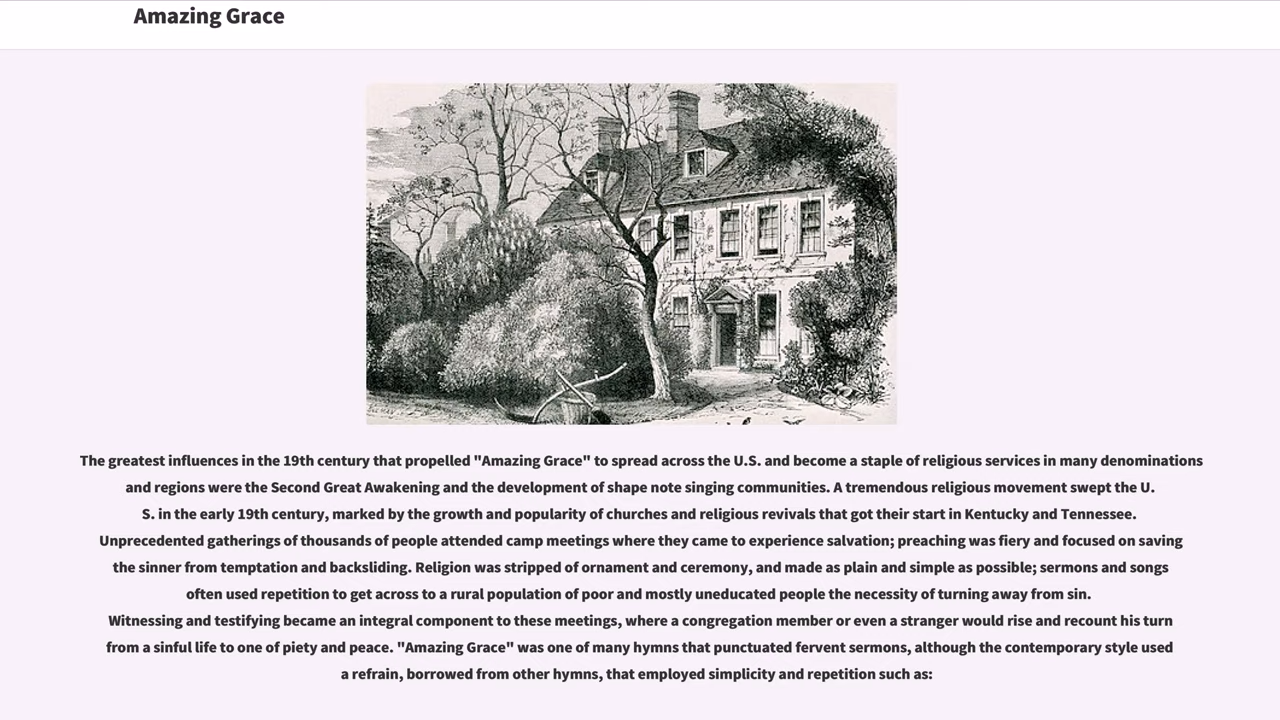 Amazing Grace
The greatest influences in the 19th century that propelled "Amazing Grace" to spread across the U.S. and become a staple of religious services in many denominations
and regions were the Second Great Awakening and the development of shape note singing communities. A tremendous religious movement swept the U.
S. in the early 19th century, marked by the growth and popularity of churches and religious revivals that got their start in Kentucky and Tennessee.
Unprecedented gatherings of thousands of people attended camp meetings where they came to experience salvation; preaching was fiery and focused on saving
the sinner from temptation and backsliding. Religion was stripped of ornament and ceremony, and made as plain and simple as possible; sermons and songs
often used repetition to get across to a rural population of poor and mostly uneducated people the necessity of turning away from sin.
Witnessing and testifying became an integral component to these meetings, where a congregation member or even a stranger would rise and recount his turn
from a sinful life to one of piety and peace. "Amazing Grace" was one of many hymns that punctuated fervent sermons, although the contemporary style used
a refrain, borrowed from other hymns, that employed simplicity and repetition such as: